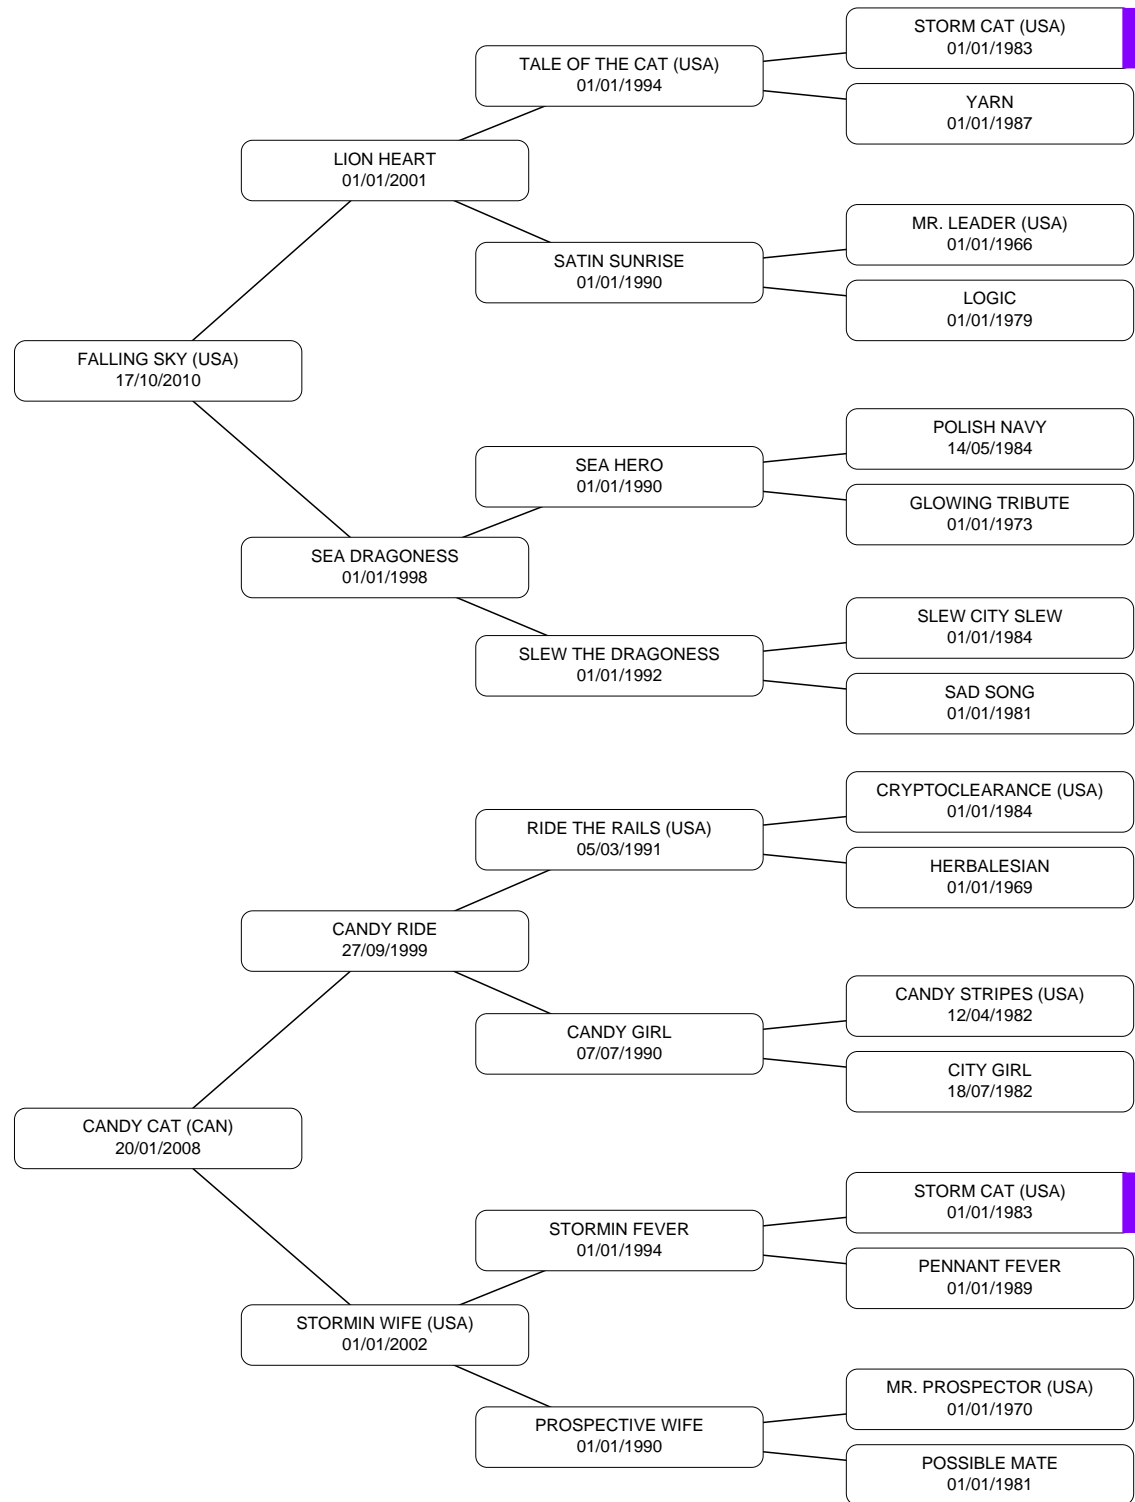 STORM CAT (USA)
01/01/1983
TALE OF THE CAT (USA)
01/01/1994
YARN
01/01/1987
LION HEART
01/01/2001
MR. LEADER (USA)
01/01/1966
SATIN SUNRISE
01/01/1990
LOGIC
01/01/1979
FALLING SKY (USA)
17/10/2010
POLISH NAVY
14/05/1984
SEA HERO
01/01/1990
GLOWING TRIBUTE
01/01/1973
SEA DRAGONESS
01/01/1998
SLEW CITY SLEW
01/01/1984
SLEW THE DRAGONESS
01/01/1992
SAD SONG
01/01/1981
CRYPTOCLEARANCE (USA)
01/01/1984
RIDE THE RAILS (USA)
05/03/1991
HERBALESIAN
01/01/1969
CANDY RIDE
27/09/1999
CANDY STRIPES (USA)
12/04/1982
CANDY GIRL
07/07/1990
CITY GIRL
18/07/1982
CANDY CAT (CAN)
20/01/2008
STORM CAT (USA)
01/01/1983
STORMIN FEVER
01/01/1994
PENNANT FEVER
01/01/1989
STORMIN WIFE (USA)
01/01/2002
MR. PROSPECTOR (USA)
01/01/1970
PROSPECTIVE WIFE
01/01/1990
POSSIBLE MATE
01/01/1981